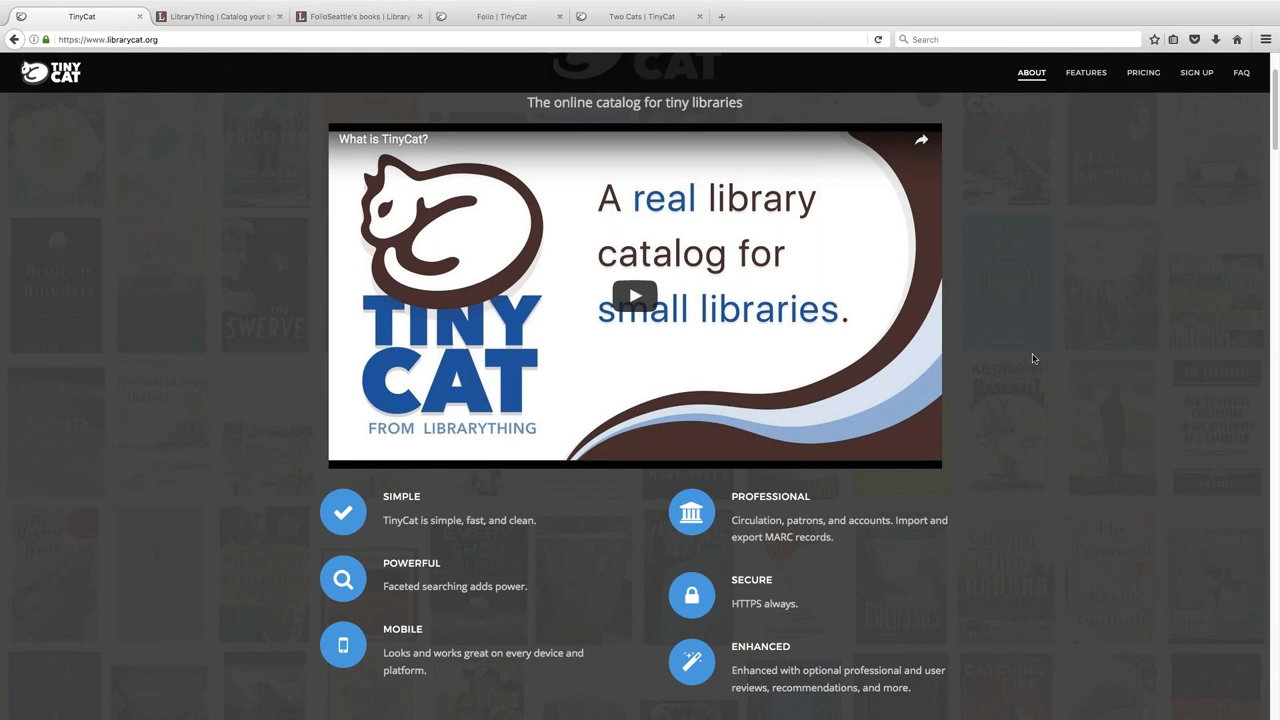 TinyCat
LibraryThing | Catalog your b
FolioSeattle's books | Library
Folio | TinyCat
Two Cats | TinyCat
https://www.librarycat.org
Search
TINY
CAT
ABOUT
FEATURES
PRICING
SIGN UP
FAQ
CAT
The online catalog for tiny libraries
What is TinyCat?
A real library
catalog for
small libraries.
TINY
CAT
FROM LIBRARYTHING
SIMPLE
TinyCat is simple, fast, and clean.
POWERFUL
Faceted searching adds power.
MOBILE
Looks and works great on every device and
platform.
PROFESSIONAL
Circulation, patrons, and accounts. Import and
export MARC records.
SECURE
HTTPS always.
ENHANCED
Enhanced with optional professional and user
reviews, recommendations, and more.
THE
SWERVE
COLOSSUS